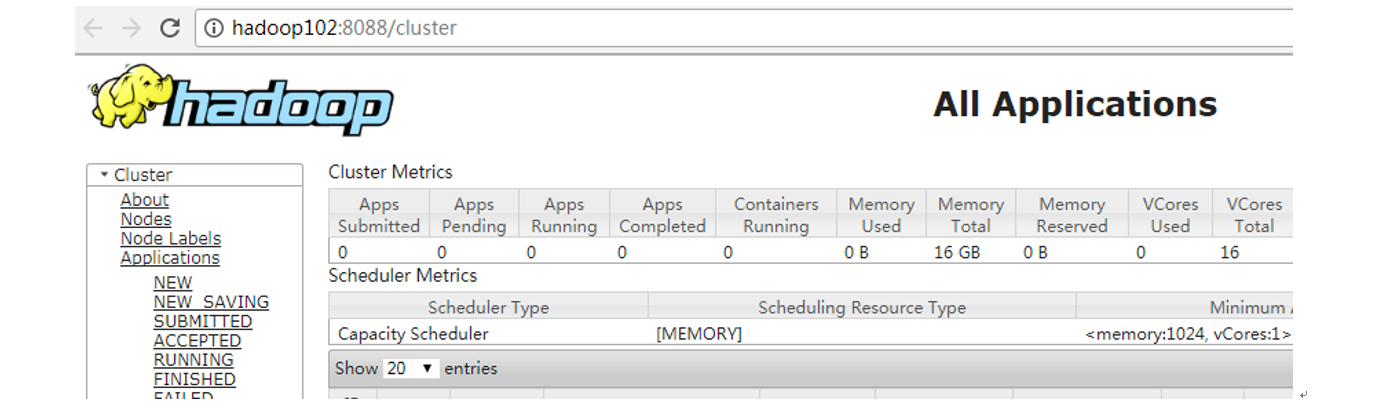 hadoop102:8088/cluster
hadoop
All Applications
Cluster
About
Nodes
Node Labels
Applications
NEW
NEW_SAVING
SUBMITTED
ACCEPTED
RUNNING
FINISHED
FAILED
Cluster Metrics
Apps Submitted Apps Pending Apps Running Apps Completed Containers Running Memory Used Memory Total Memory Reserved VCores Used VCores Total
0 0 0 0 0 0 B 16 GB 0 B 0 16
Scheduler Metrics
Scheduler Type Scheduling Resource Type Minimum
Capacity Scheduler [MEMORY] <memory:1024, vCores:1>
Show 20 entries